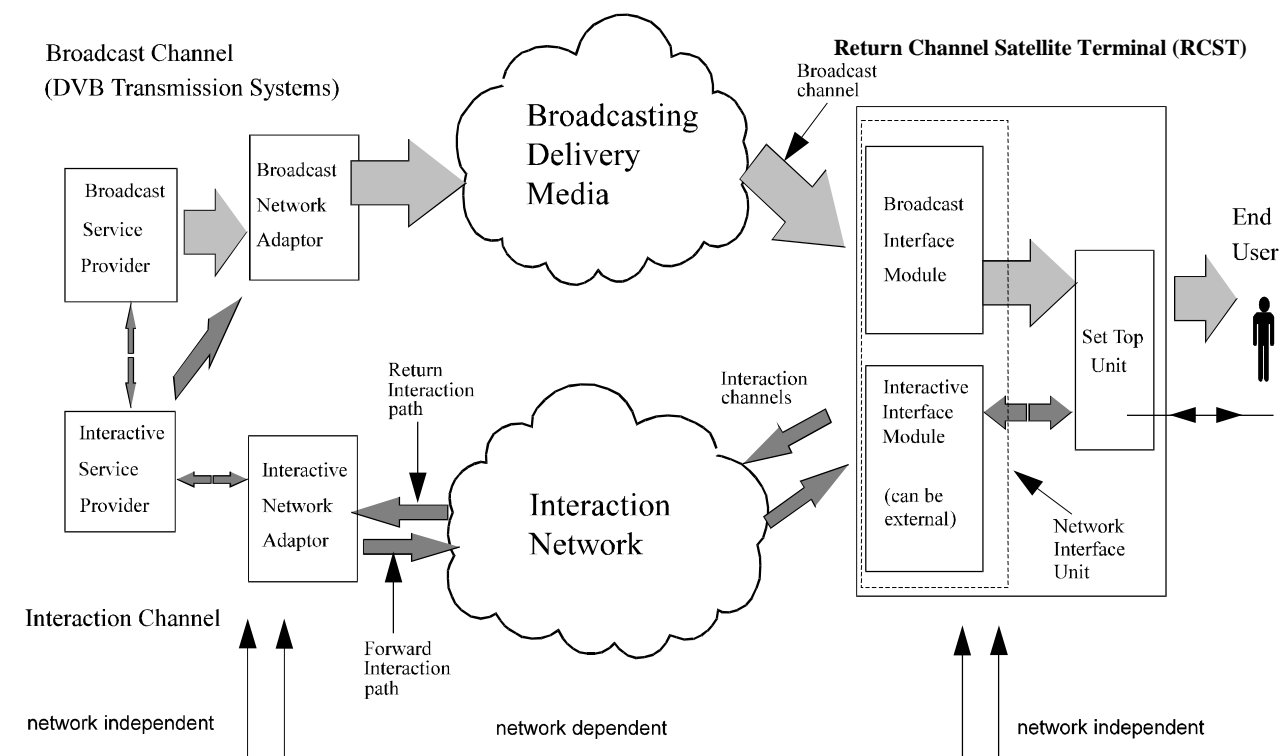 Broadcast Channel
(DVB Transmission Systems)
Return Channel Satellite Terminal (RCST)
Broadcast
channel
Broadcasting
Delivery
Media
Broadcast
Network
Adaptor
Broadcast
Service
Provider
Broadcast
Interface
Module
End
User
Set Top
Unit
Return
Interaction
path
Interaction
channels
Interactive
Interface
Module
(can be
external)
Interactive
Service
Provider
Interactive
Network
Adaptor
Interaction
Network
Network
Interface
Unit
Interaction Channel
Forward
Interaction
path
network independent
network dependent
network independent